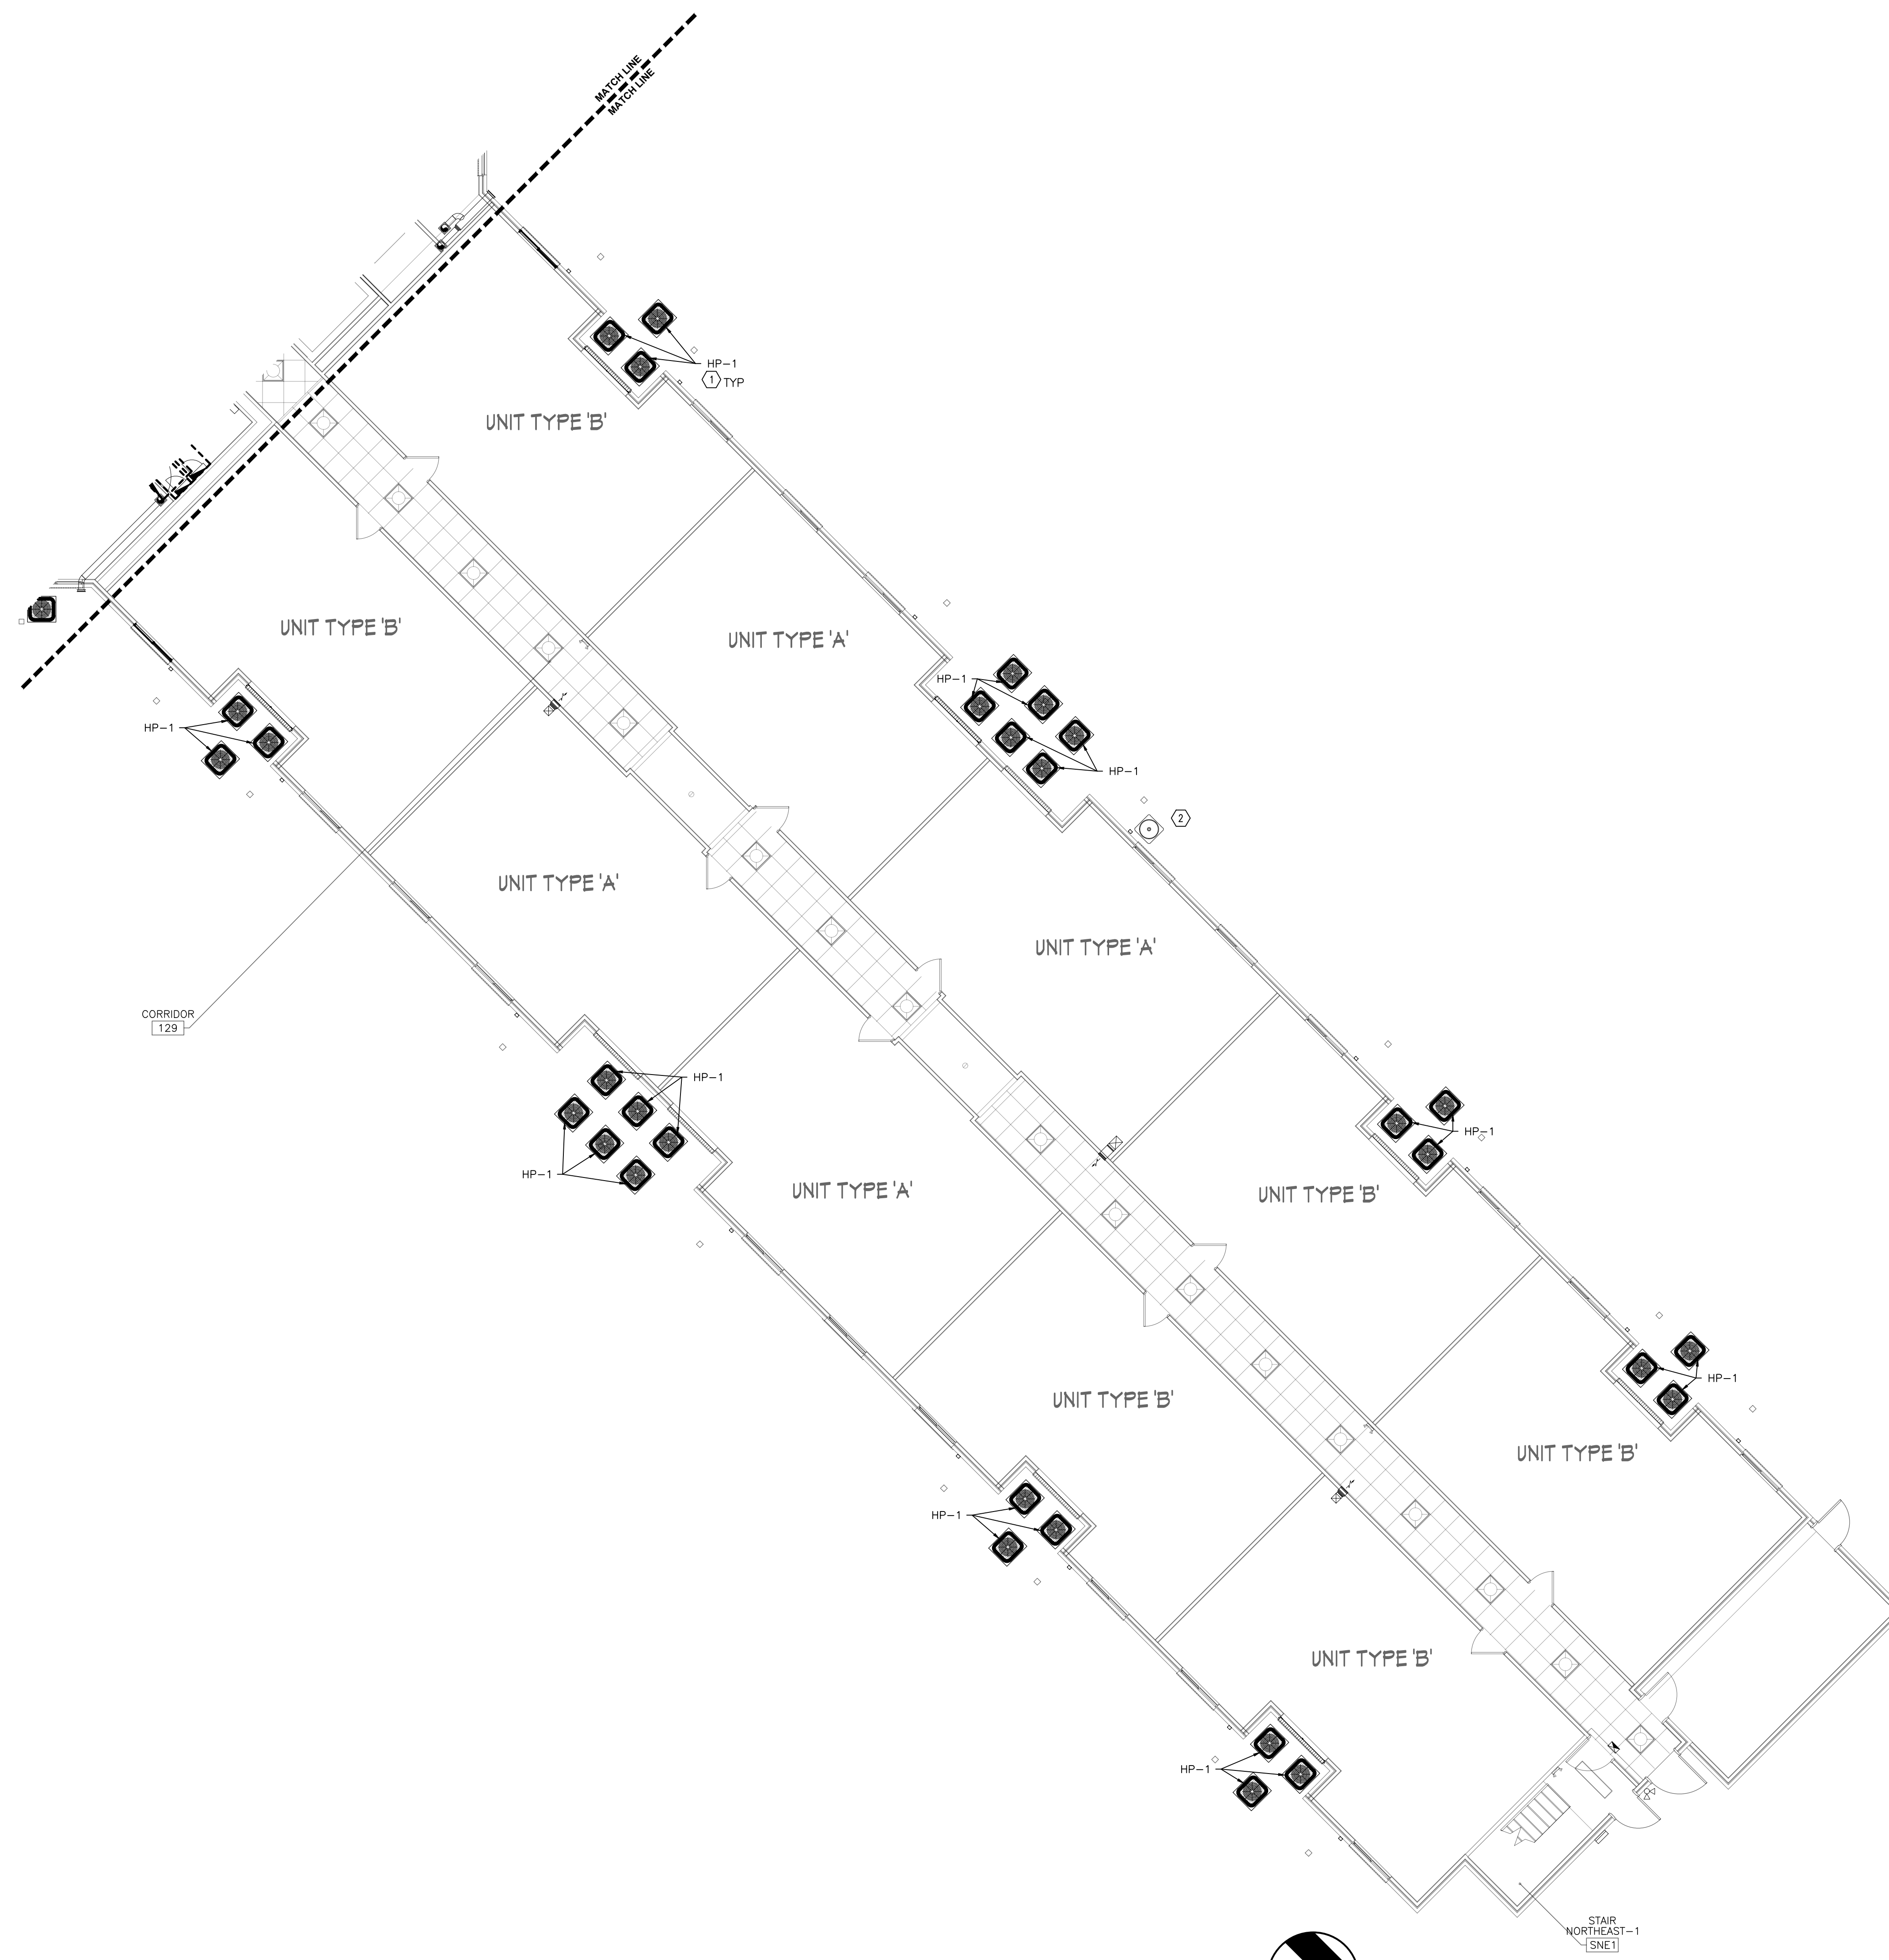 MATCH LINE
MATCH LINE
HP-1
1 TYP
UNIT TYPE 'B'
UNIT TYPE 'B'
UNIT TYPE 'A'
HP-1
HP-1
HP-1
2
UNIT TYPE 'A'
UNIT TYPE 'A'
CORRIDOR
129
HP-1
HP-1
HP-1
UNIT TYPE 'A'
UNIT TYPE 'B'
HP-1
UNIT TYPE 'B'
UNIT TYPE 'B'
HP-1
UNIT TYPE 'B'
HP-1
STAIR
NORTHEAST-1
SNE1